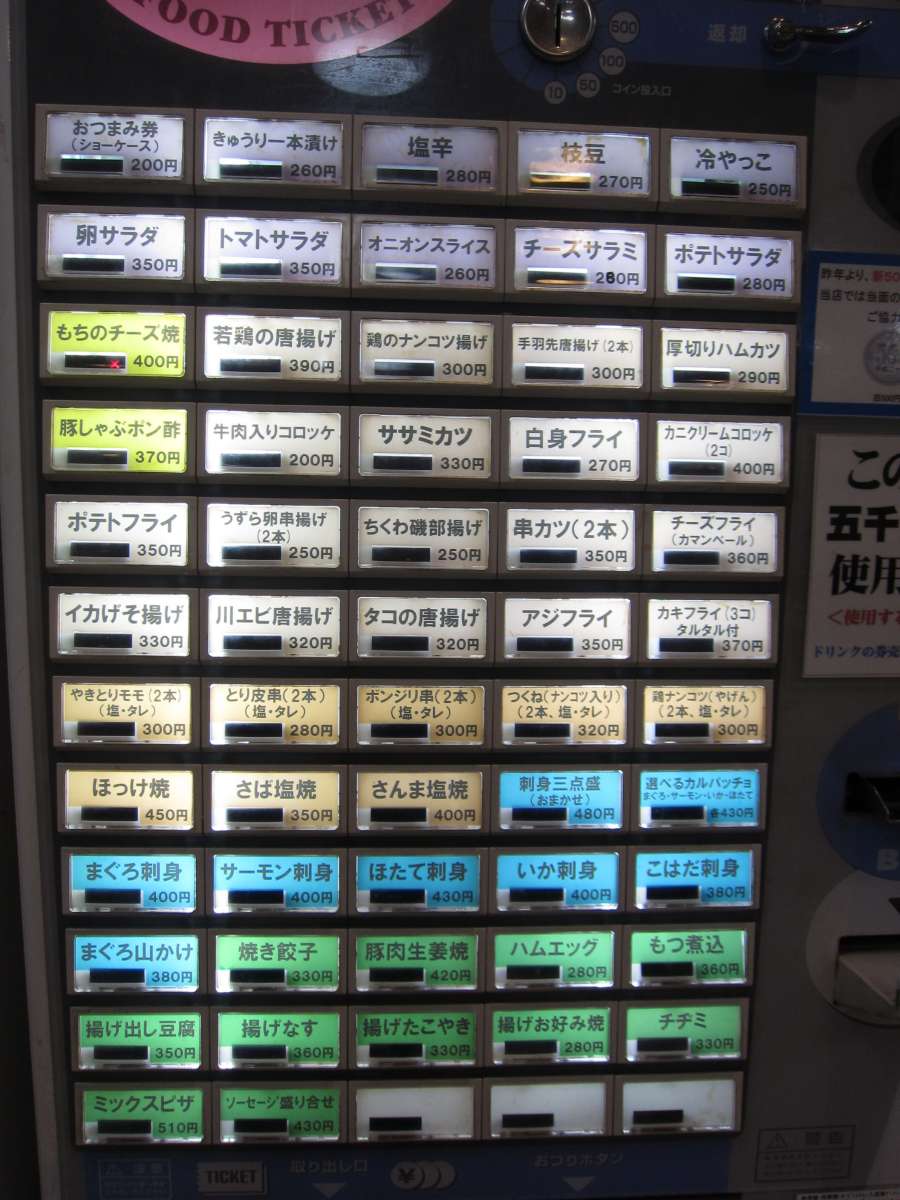 FOOD TICKET
500
100
50
10
コイン投入口
返却
おつまみ券
(ショーケース)
200円
きゅうり一本漬け
260円
塩辛
280円
枝豆
270円
冷やっこ
250円
卵サラダ
350円
トマトサラダ
350円
オニオンスライス
260円
チーズサラミ
280円
ポテトサラダ
280円
もちのチーズ焼
400円
若鶏の唐揚げ
390円
鶏のナンコツ揚げ
300円
手羽先唐揚げ(2本)
300円
厚切りハムカツ
290円
豚しゃぶポン酢
370円
牛肉入りコロッケ
200円
ササミカツ
330円
白身フライ
270円
カニクリームコロッケ
(2コ)
400円
ポテトフライ
350円
うずら卵串揚げ
(2本)
250円
ちくわ磯部揚げ
250円
串カツ(2本)
350円
チーズフライ
(カマンベール)
360円
イカげそ揚げ
330円
川エビ唐揚げ
320円
タコの唐揚げ
320円
アジフライ
350円
カキフライ(3コ)
タルタル付
370円
やきとりモモ(2本)
(塩・タレ)
300円
とり皮串(2本)
(塩・タレ)
280円
ボンジリ串(2本)
(塩・タレ)
300円
つくね(ナンコツ入り)
(2本、塩・タレ)
320円
鶏ナンコツ(やげん)
(2本、塩・タレ)
300円
ほっけ焼
450円
さば塩焼
350円
さんま塩焼
400円
刺身三点盛
(おまかせ)
480円
選べるカルパッチョ
まぐろ・サーモン・いか・ほたて
各430円
まぐろ刺身
400円
サーモン刺身
400円
ほたて刺身
430円
いか刺身
400円
こはだ刺身
380円
まぐろ山かけ
380円
焼き餃子
330円
豚肉生姜焼
420円
ハムエッグ
280円
もつ煮込
360円
揚げ出し豆腐
350円
揚げなす
360円
揚げたこやき
330円
揚げお好み焼
280円
チヂミ
330円
ミックスピザ
510円
ソーセージ盛り合せ
430円
昨年より、新50
当店では当面の
ご協力
この
五千
使用
<使用する
ドリンクの券売
注意
TICKET
取り出し口
¥
おつりボタン
警告